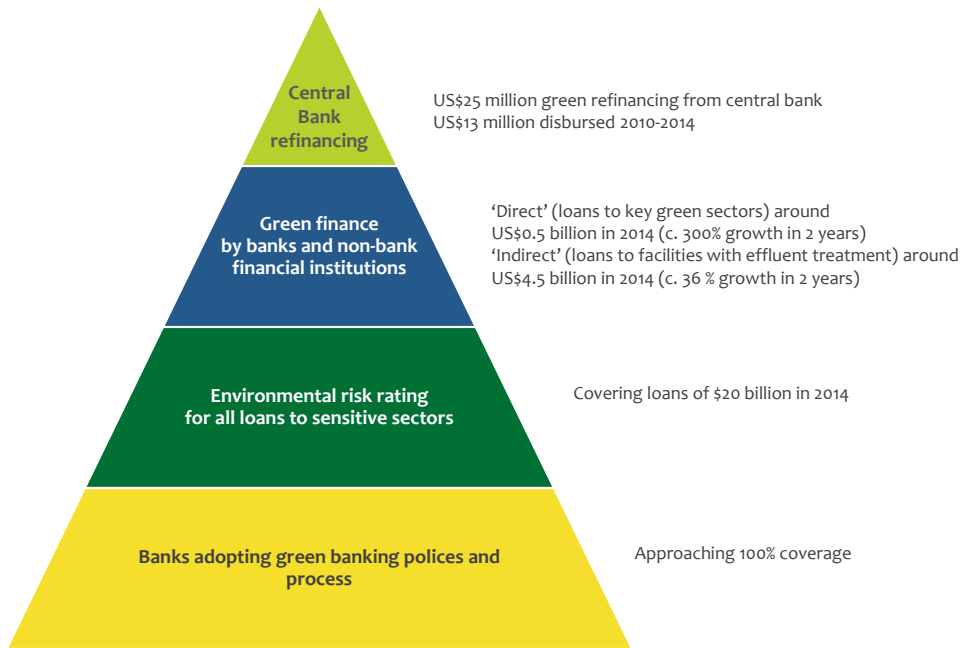 Central
Bank
refinancing
US$25 million green refinancing from central bank
US$13 million disbursed 2010-2014
Green finance
by banks and non-bank
financial institutions
‘Direct’ (loans to key green sectors) around
US$0.5 billion in 2014 (c. 300% growth in 2 years)
‘Indirect’ (loans to facilities with effluent treatment) around
US$4.5 billion in 2014 (c. 36 % growth in 2 years)
Environmental risk rating
for all loans to sensitive sectors
Covering loans of $20 billion in 2014
Banks adopting green banking polices and
process
Approaching 100% coverage